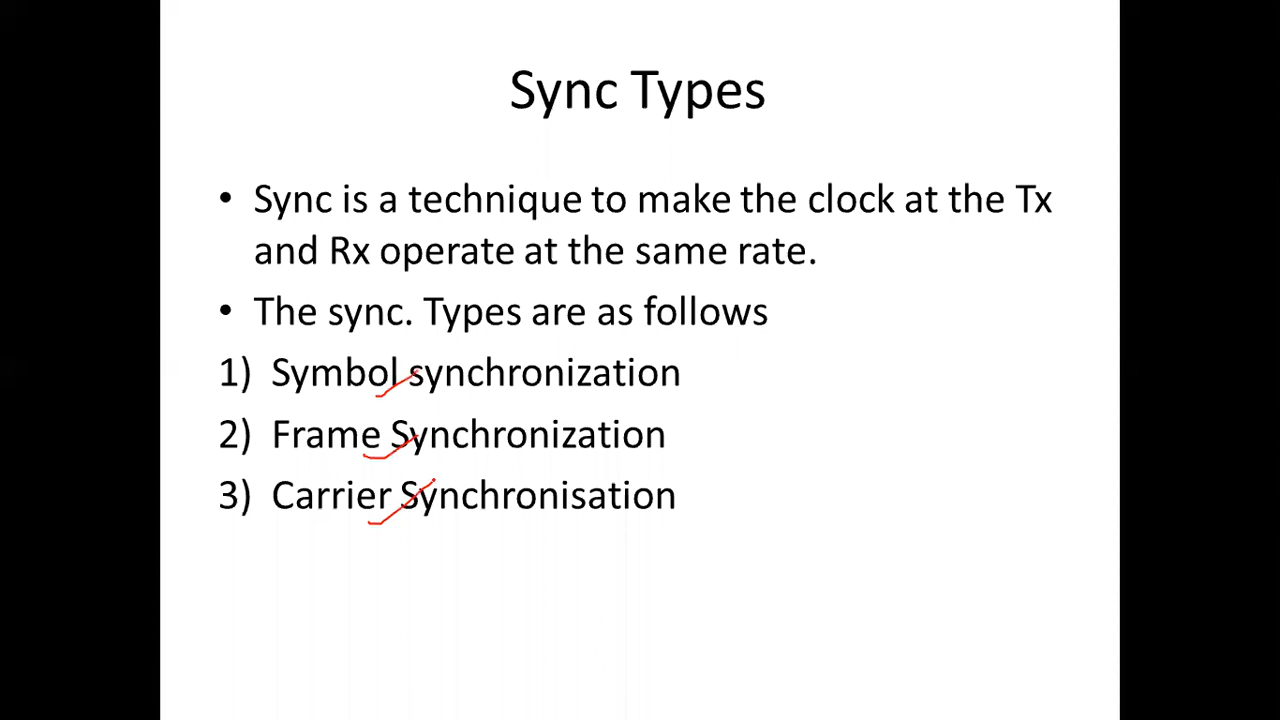 Sync Types
• Sync is a technique to make the clock at the Tx
and Rx operate at the same rate.
• The sync. Types are as follows
1) Symbol synchronization
2) Frame Synchronization
3) Carrier Synchronisation